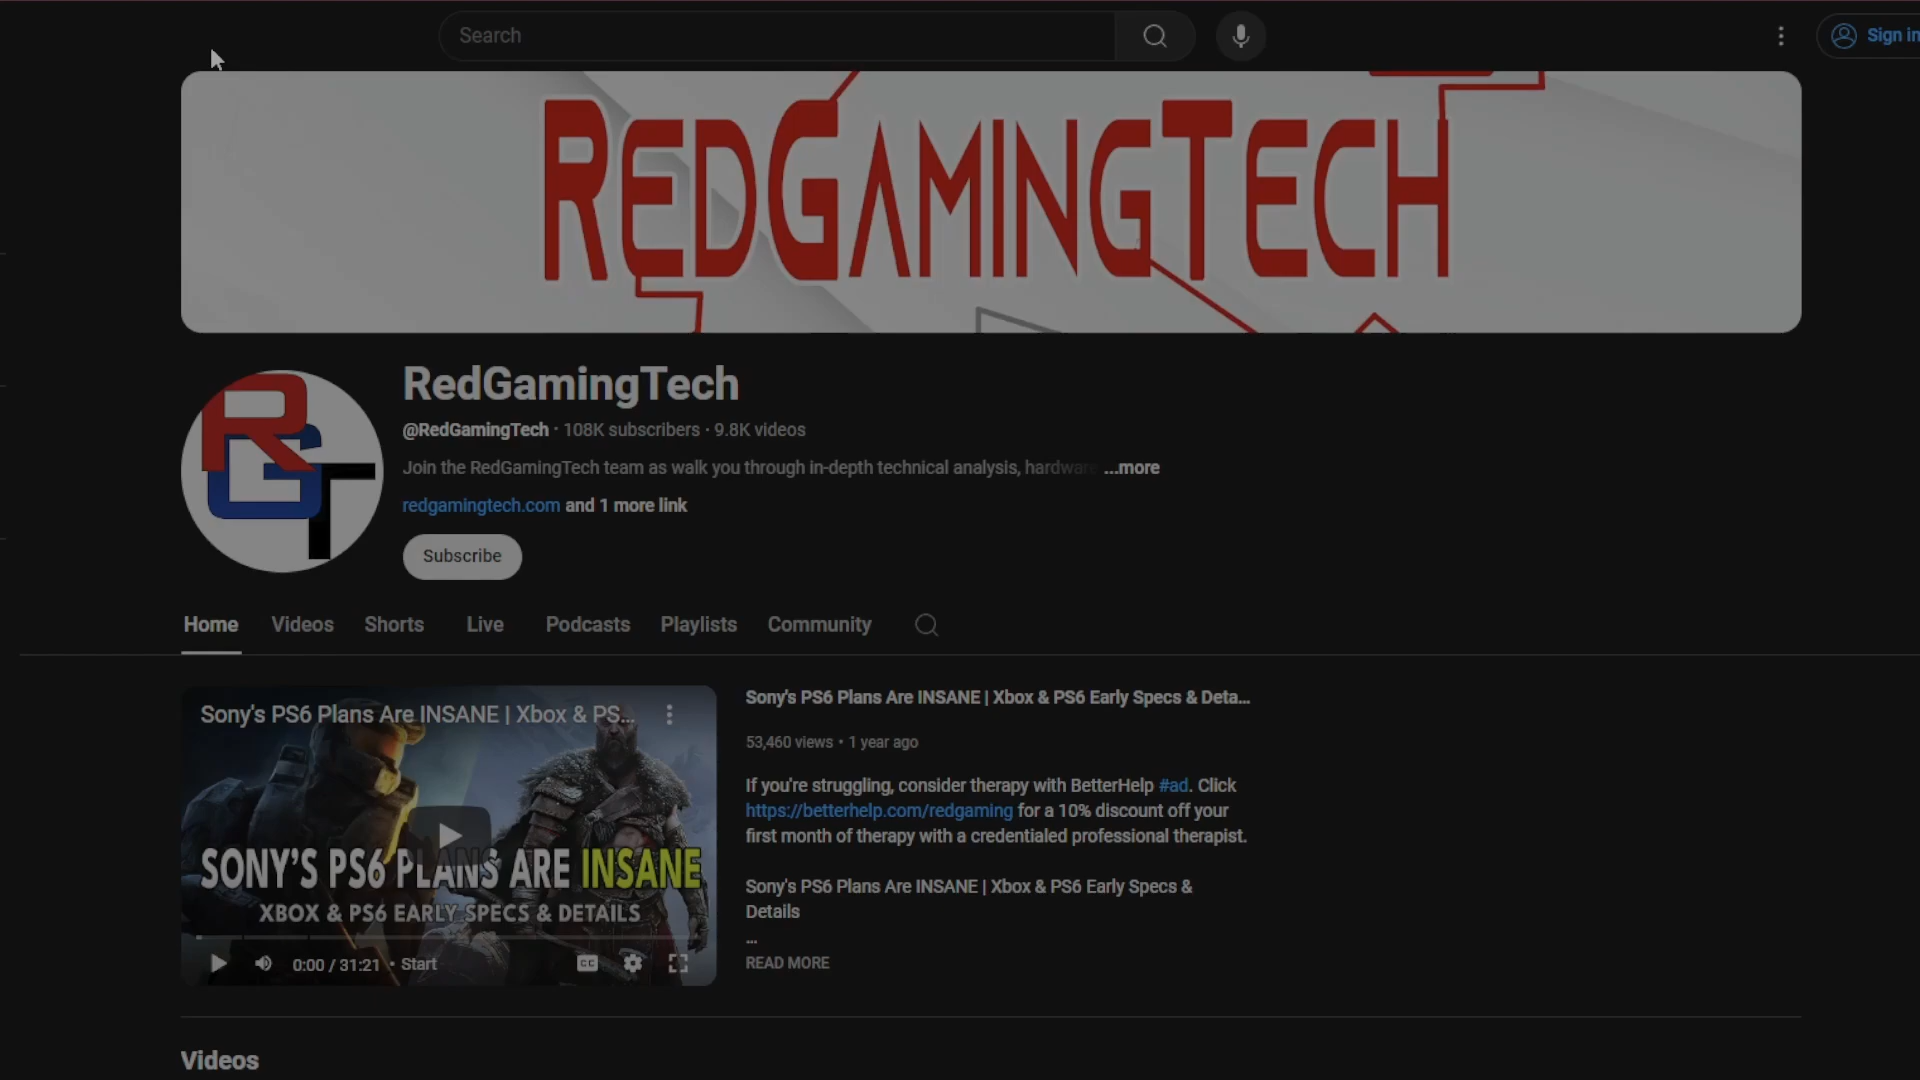 Search
Sign in
REDGAMINGTECH
RGT
RedGamingTech
@RedGamingTech · 108K subscribers · 9.8K videos
Join the RedGamingTech team as walk you through in-depth technical analysis, hardware ...more
redgamingtech.com and 1 more link
Subscribe
Home Videos Shorts Live Podcasts Playlists Community
Sony's PS6 Plans Are INSANE | Xbox & PS...
SONY'S PS6 PLANS ARE INSANE
XBOX & PS6 EARLY SPECS & DETAILS
0:00 / 31:21 · Start
CC
Sony's PS6 Plans Are INSANE | Xbox & PS6 Early Specs & Deta...
53,460 views • 1 year ago
If you're struggling, consider therapy with BetterHelp #ad. Click
https://betterhelp.com/redgaming for a 10% discount off your
first month of therapy with a credentialed professional therapist.
Sony's PS6 Plans Are INSANE | Xbox & PS6 Early Specs &
Details
...
READ MORE
Videos